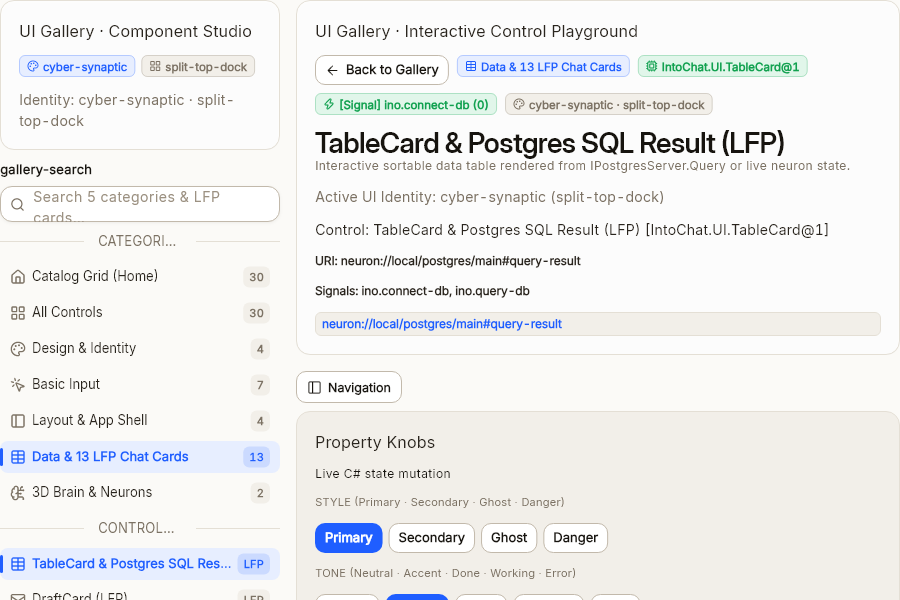 UI Gallery · Component Studio
cyber-synaptic
split-top-dock
Identity: cyber-synaptic · split-
top-dock
gallery-search
Search 5 categories & LFP
cards...
CATEGORI...
Catalog Grid (Home) 30
All Controls 30
Design & Identity 4
Basic Input 7
Layout & App Shell 4
Data & 13 LFP Chat Cards 13
3D Brain & Neurons 2
CONTROL...
TableCard & Postgres SQL Res... LFP
DraftCard (LFP) LFP
UI Gallery · Interactive Control Playground
← Back to Gallery
Data & 13 LFP Chat Cards
IntoChat.UI.TableCard@1
[Signal] ino.connect-db (0)
cyber-synaptic · split-top-dock
TableCard & Postgres SQL Result (LFP)
Interactive sortable data table rendered from IPostgresServer.Query or live neuron state.
Active UI Identity: cyber-synaptic (split-top-dock)
Control: TableCard & Postgres SQL Result (LFP) [IntoChat.UI.TableCard@1]
URI: neuron://local/postgres/main#query-result
Signals: ino.connect-db, ino.query-db
neuron://local/postgres/main#query-result
Navigation
Property Knobs
Live C# state mutation
STYLE (Primary · Secondary · Ghost · Danger)
Primary Secondary Ghost Danger
TONE (Neutral · Accent · Done · Working · Error)